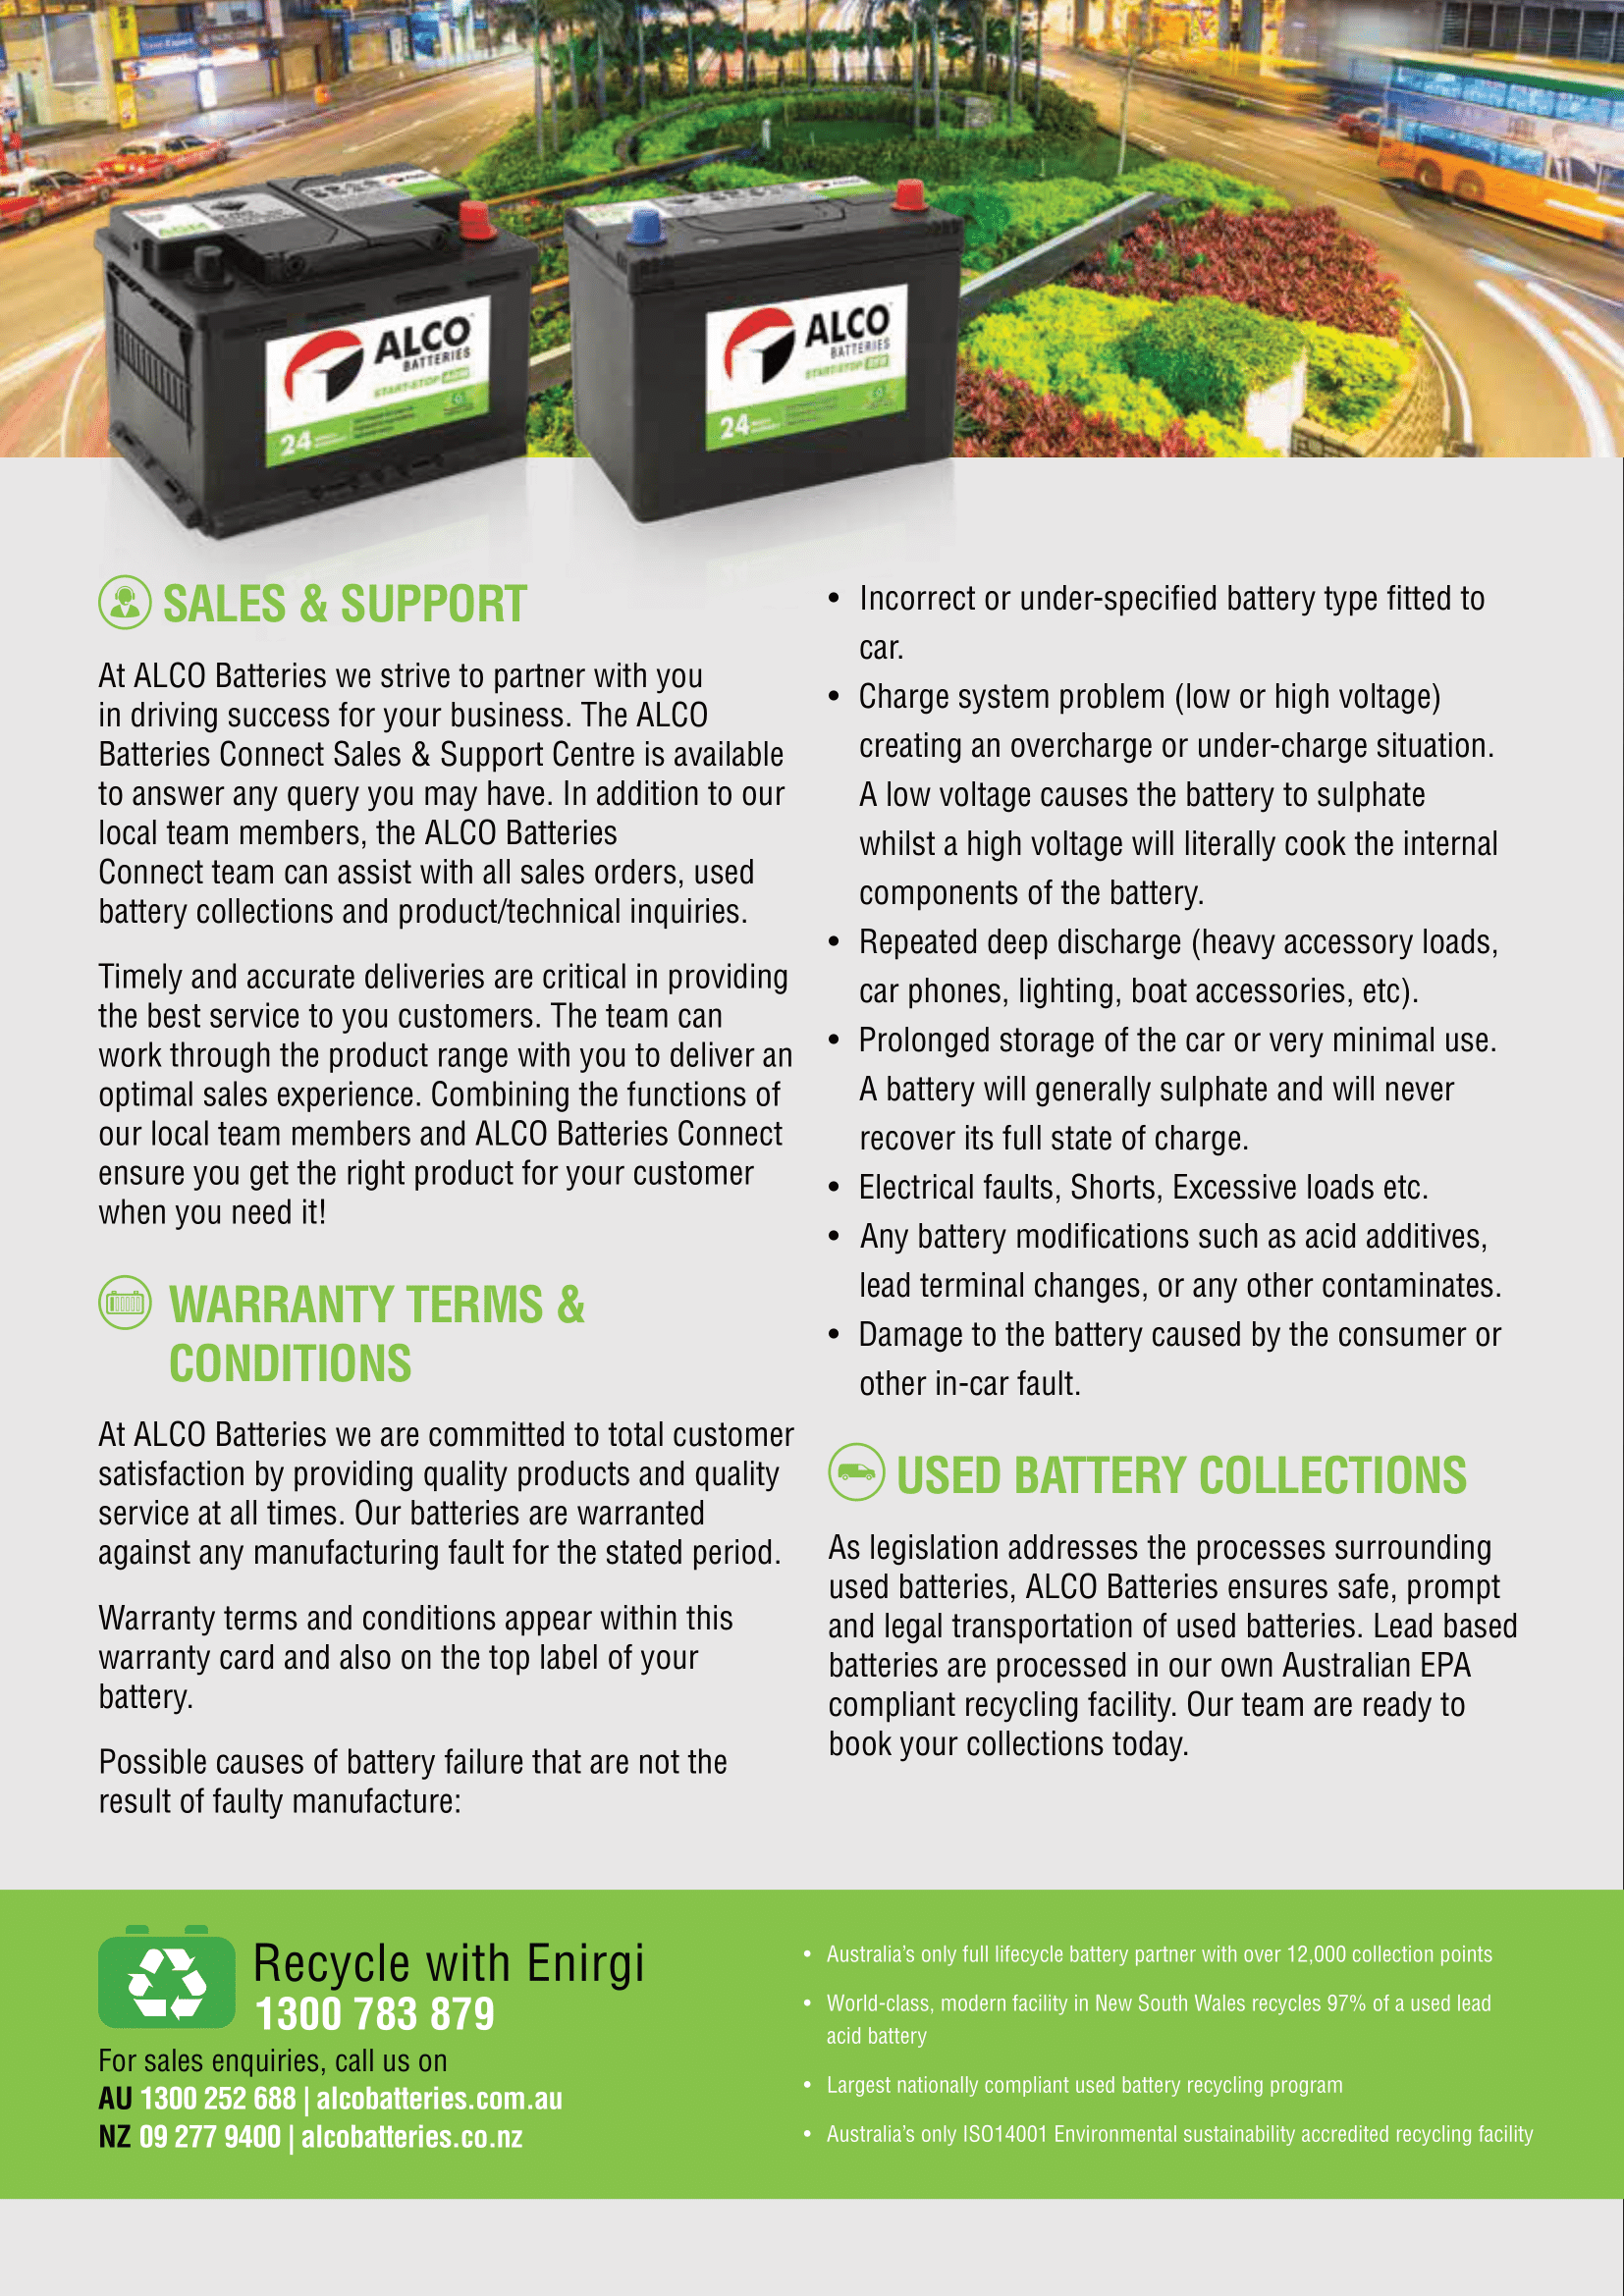 ALCO
BATTERIES
START-STOP AGM
24
ALCO
BATTERIES
START-STOP EFB
24
SALES & SUPPORT
At ALCO Batteries we strive to partner with you
in driving success for your business. The ALCO
Batteries Connect Sales & Support Centre is available
to answer any query you may have. In addition to our
local team members, the ALCO Batteries
Connect team can assist with all sales orders, used
battery collections and product/technical inquiries.
Timely and accurate deliveries are critical in providing
the best service to you customers. The team can
work through the product range with you to deliver an
optimal sales experience. Combining the functions of
our local team members and ALCO Batteries Connect
ensure you get the right product for your customer
when you need it!
WARRANTY TERMS &
CONDITIONS
At ALCO Batteries we are committed to total customer
satisfaction by providing quality products and quality
service at all times. Our batteries are warranted
against any manufacturing fault for the stated period.
Warranty terms and conditions appear within this
warranty card and also on the top label of your
battery.
Possible causes of battery failure that are not the
result of faulty manufacture:
• Incorrect or under-specified battery type fitted to
car.
• Charge system problem (low or high voltage)
creating an overcharge or under-charge situation.
A low voltage causes the battery to sulphate
whilst a high voltage will literally cook the internal
components of the battery.
• Repeated deep discharge (heavy accessory loads,
car phones, lighting, boat accessories, etc).
• Prolonged storage of the car or very minimal use.
A battery will generally sulphate and will never
recover its full state of charge.
• Electrical faults, Shorts, Excessive loads etc.
• Any battery modifications such as acid additives,
lead terminal changes, or any other contaminates.
• Damage to the battery caused by the consumer or
other in-car fault.
USED BATTERY COLLECTIONS
As legislation addresses the processes surrounding
used batteries, ALCO Batteries ensures safe, prompt
and legal transportation of used batteries. Lead based
batteries are processed in our own Australian EPA
compliant recycling facility. Our team are ready to
book your collections today.
Recycle with Enirgi
1300 783 879
For sales enquiries, call us on
AU 1300 252 688 | alcobatteries.com.au
NZ 09 277 9400 | alcobatteries.co.nz
• Australia's only full lifecycle battery partner with over 12,000 collection points
• World-class, modern facility in New South Wales recycles 97% of a used lead
acid battery
• Largest nationally compliant used battery recycling program
• Australia's only ISO14001 Environmental sustainability accredited recycling facility